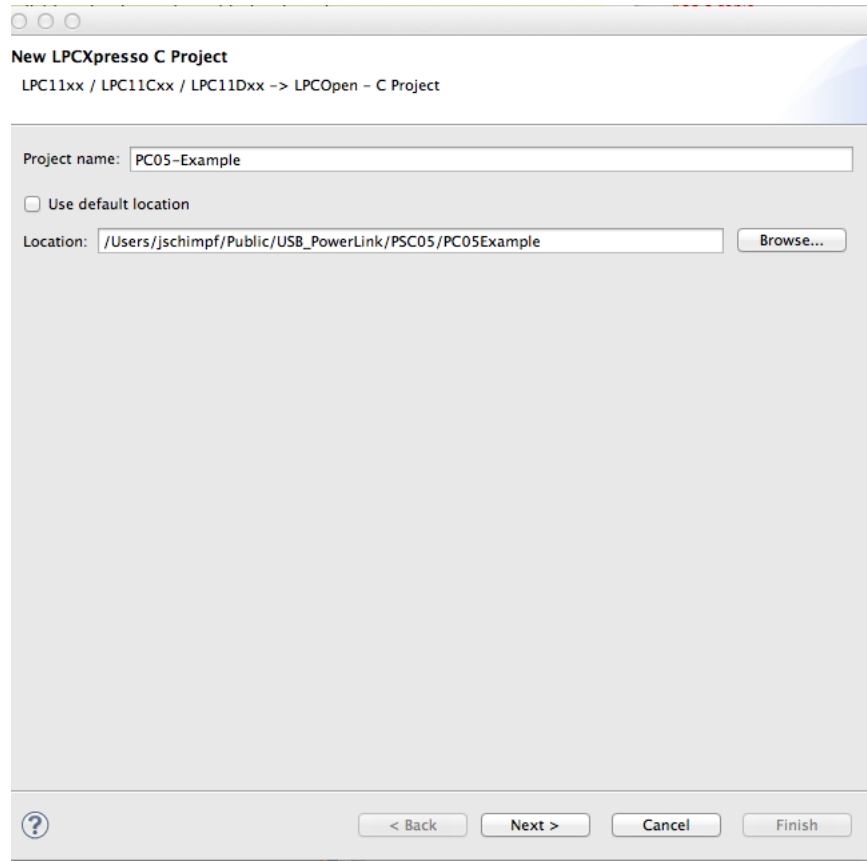 New LPCXpresso C Project
LPC11xx / LPC11Cxx / LPC11Dxx -> LPCOpen - C Project
Project name: PC05-Example
Use default location
Location: /Users/jschimpf/Public/USB_PowerLink/PSC05/PC05Example Browse...
? < Back Next > Cancel Finish